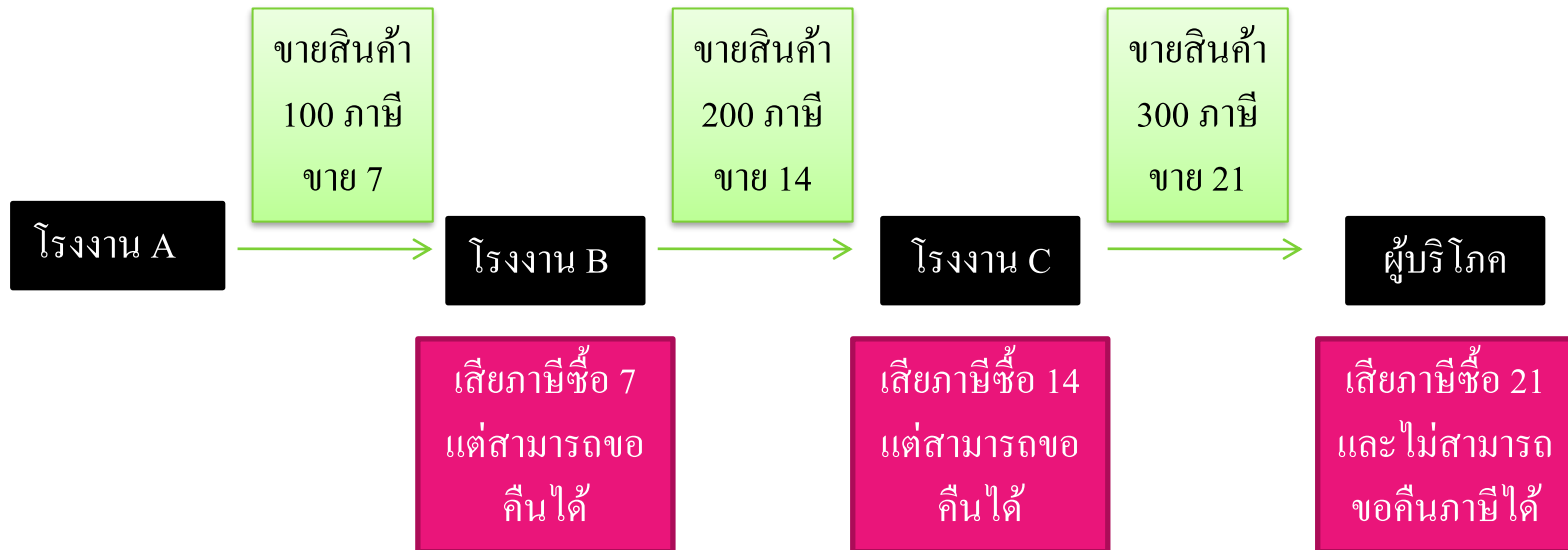 ขายสินค้า
100 ภาษี
ขาย 7
ขายสินค้า
200 ภาษี
ขาย 14
ขายสินค้า
300 ภาษี
ขาย 21
โรงงาน A
โรงงาน B
โรงงาน C
ผู้บริโภค
เสียภาษีซื้อ 7
แต่สามารถขอ
คืนได้
เสียภาษีซื้อ 14
แต่สามารถขอ
คืนได้
เสียภาษีซื้อ 21
และไม่สามารถ
ขอคืนภาษีได้